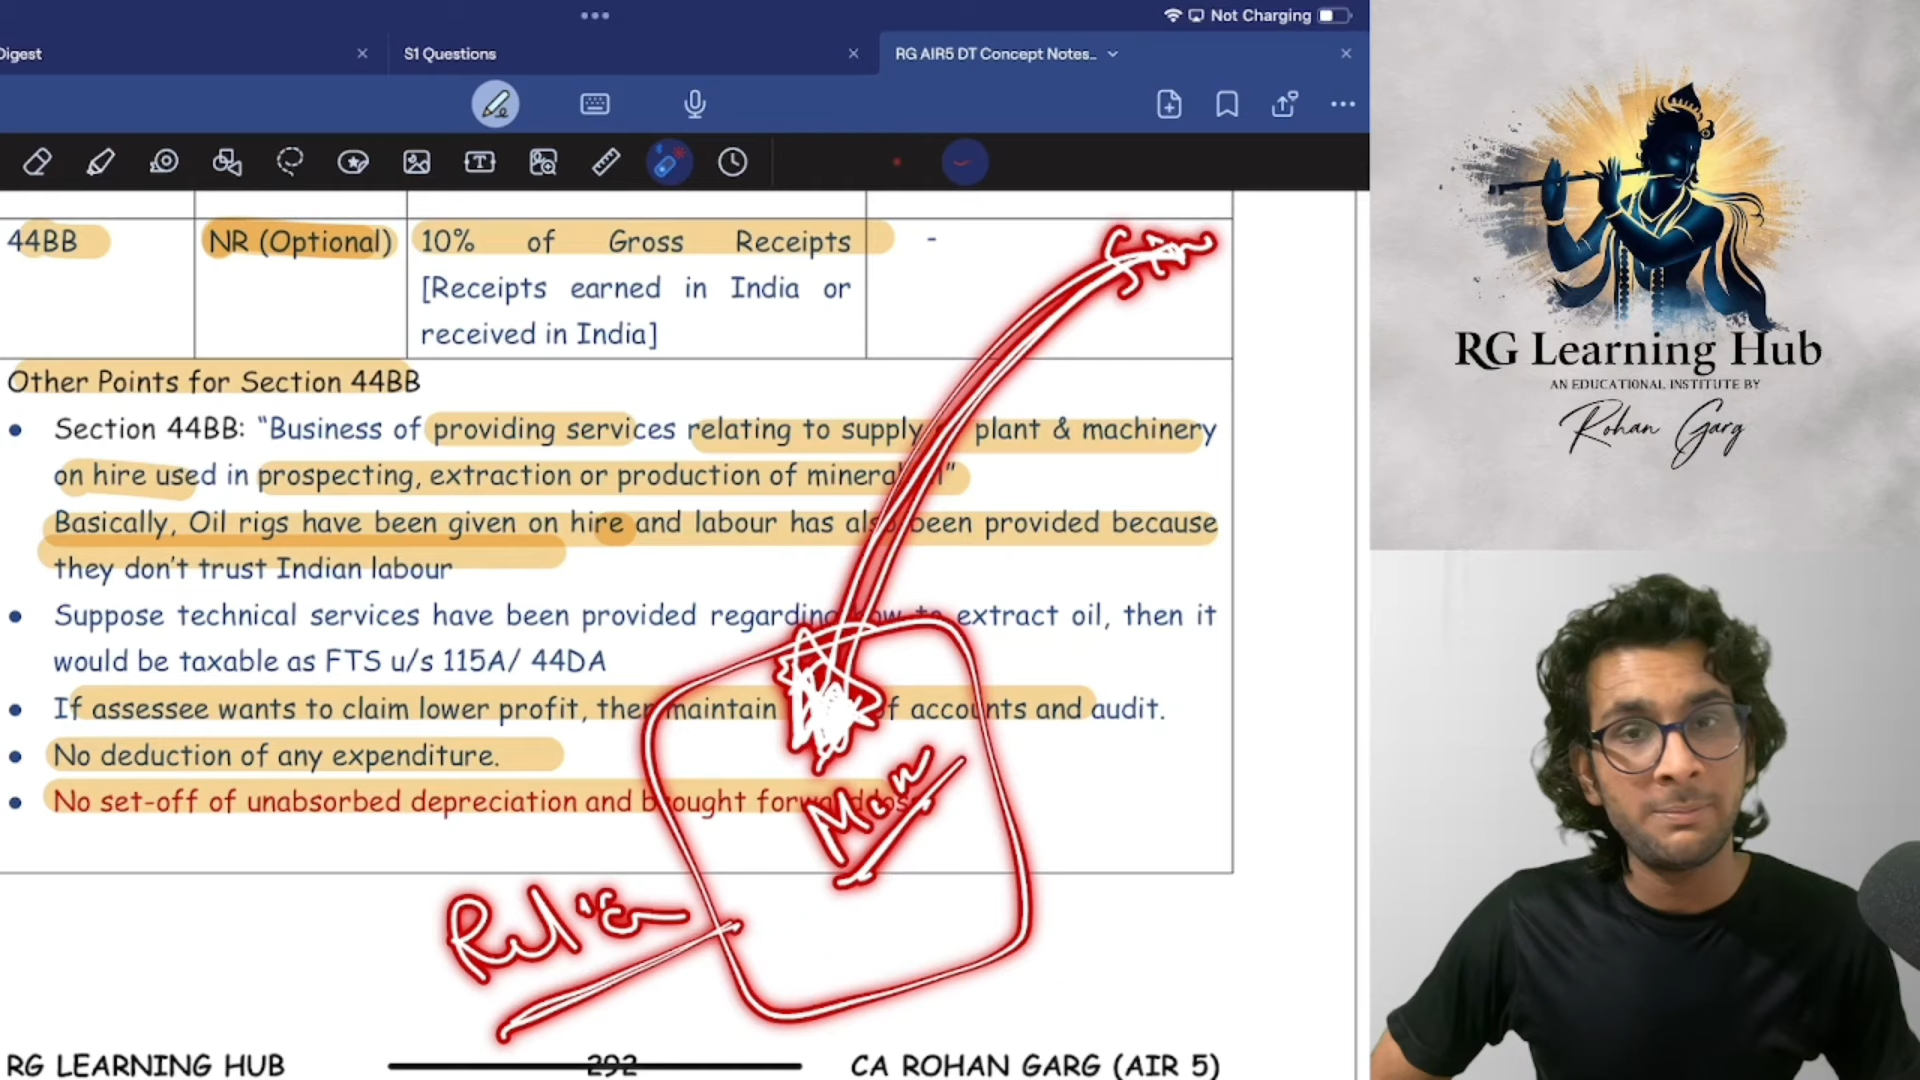 Not Charging
Digest
S1 Questions
RG AIR5 DT Concept Notes..
44BB
NR (Optional)
10% of Gross Receipts
[Receipts earned in India or
received in India]
-
Other Points for Section 44BB
Section 44BB: “Business of providing services relating to supply plant & machinery
on hire used in prospecting, extraction or production of mineral
Basically, Oil rigs have been given on hire and labour has also been provided because
they don’t trust Indian labour
Suppose technical services have been provided regarding how to extract oil, then it
would be taxable as FTS u/s 115A/ 44DA
If assessee wants to claim lower profit, then maintain of accounts and audit.
No deduction of any expenditure.
No set-off of unabsorbed depreciation and brought forward
RG LEARNING HUB
292
CA ROHAN GARG (AIR 5)
RG Learning Hub
AN EDUCATIONAL INSTITUTE BY
Rohan Garg